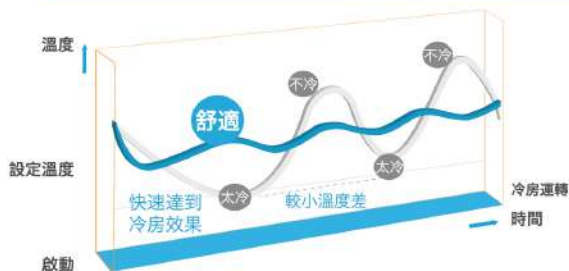 溫度
不冷
不冷
舒適
設定溫度
太冷
太冷
快速達到
冷房效果
較小溫度差
冷房運轉
時間
啟動